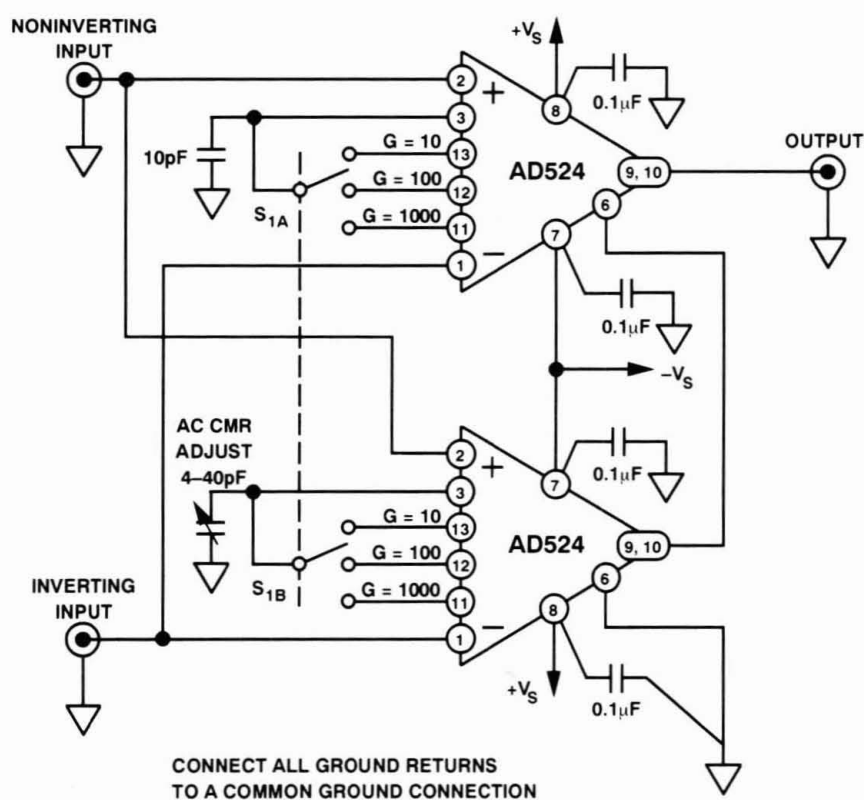 NONINVERTING
INPUT
+VS
2
+
8
0.1µF
3
10pF
G = 10
13
AD524
9, 10
OUTPUT
G = 100
12
6
S1A
G = 1000
11
7
1
−
0.1µF
−VS
AC CMR
ADJUST
4–40pF
2
+
7
0.1µF
3
G = 10
13
AD524
9, 10
G = 100
12
6
S1B
G = 1000
11
8
INVERTING
INPUT
1
−
+VS
0.1µF
CONNECT ALL GROUND RETURNS
TO A COMMON GROUND CONNECTION